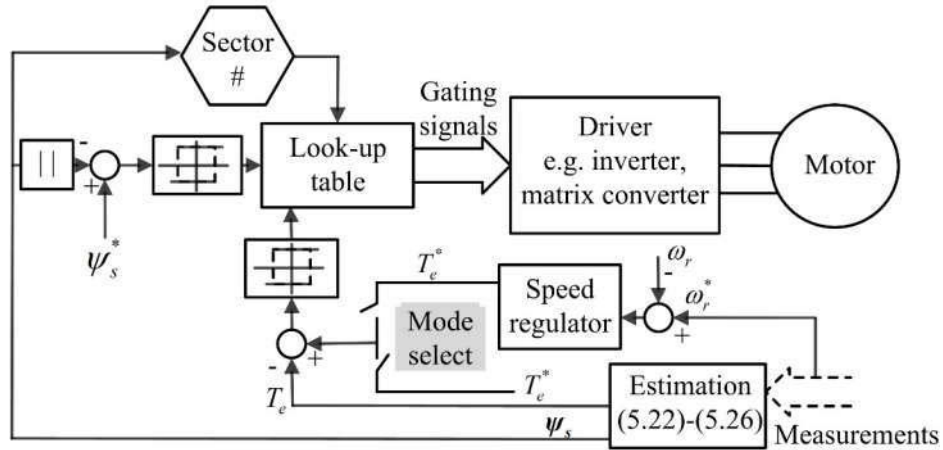 Sector
#
Gating
signals
Driver
e.g. inverter,
matrix converter
Motor
Look-up
table
| |
-
+
ψs*
Te*
ωr
-
ωr*
+
Speed
regulator
Mode
select
+
-
Te
Te*
Estimation
(5.22)-(5.26)
ψs
Measurements